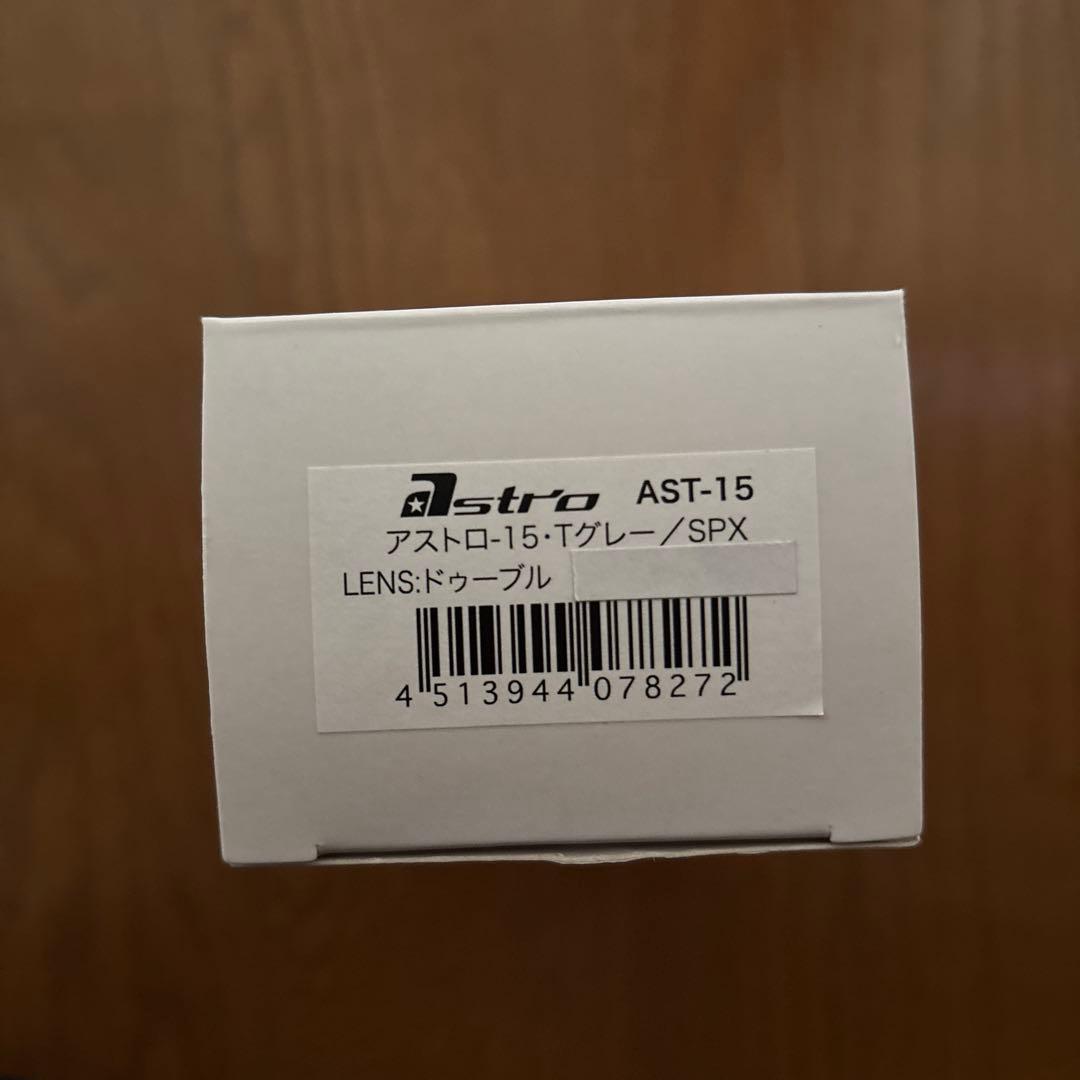 astro AST-15
アストロ-15・Tグレー／SPX
LENS:ドゥーブル
4 513944 078272